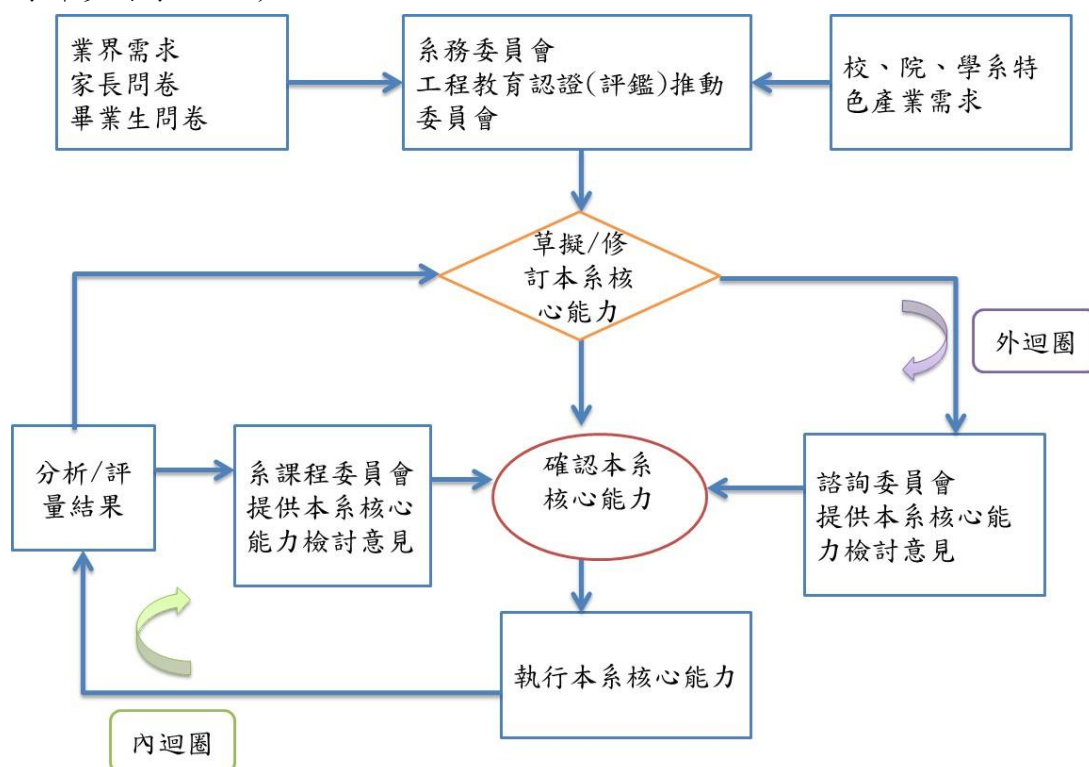 業界需求
家長問卷
畢業生問卷
系務委員會
工程教育認證(評鑑)推動
委員會
校、院、學系特
色產業需求
草擬/修
訂本系核
心能力
外迴圈
分析/評
量結果
系課程委員會
提供本系核心
能力檢討意見
確認本系
核心能力
諮詢委員會
提供本系核心能
力檢討意見
執行本系核心能力
內迴圈